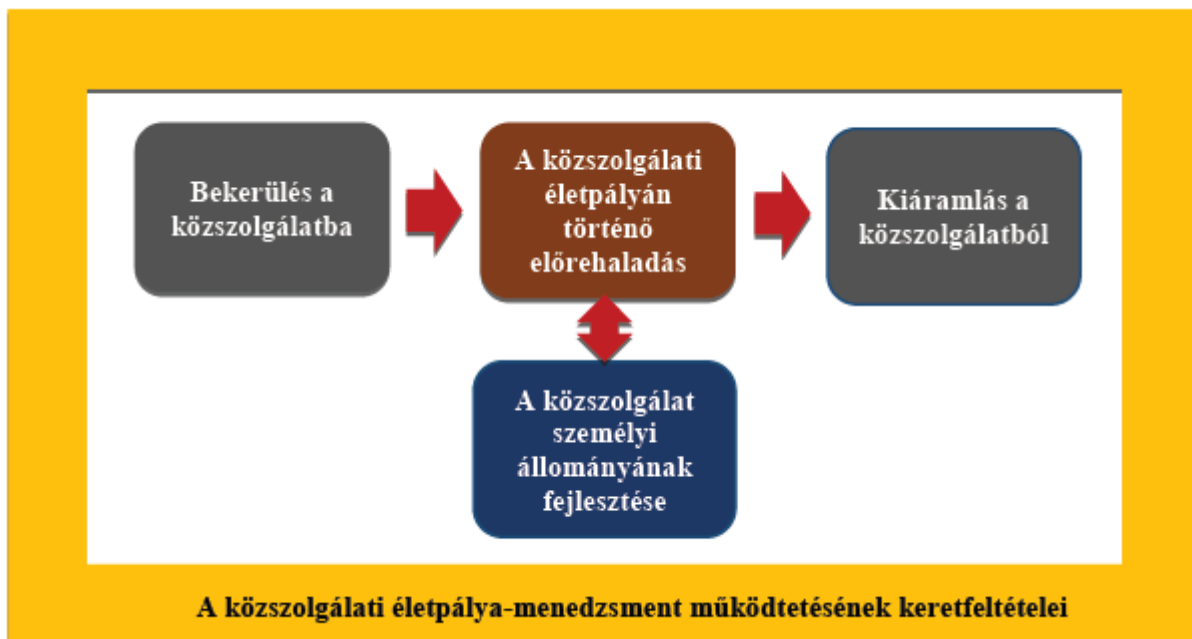 Bekerülés a
közszolgálatba
A közszolgálati
életpályán
történő
előrehaladás
Kiáramlás a
közszolgálatból
A közszolgálat
személyi
állományának
fejlesztése
A közszolgálati életpálya-menedzsment működtetésének keretfeltételei